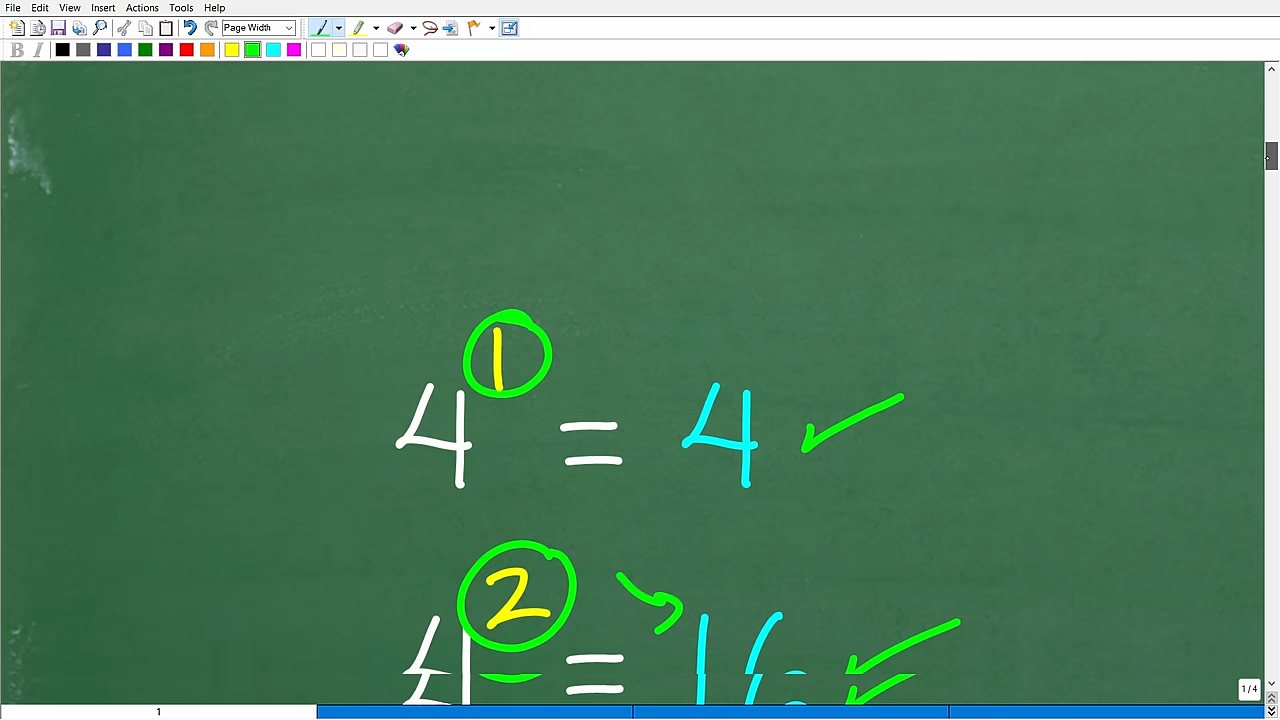 File Edit View Insert Actions Tools Help
Page Width
B I
4¹ = 4 ✓
4² = 16 ✓
1/4
1